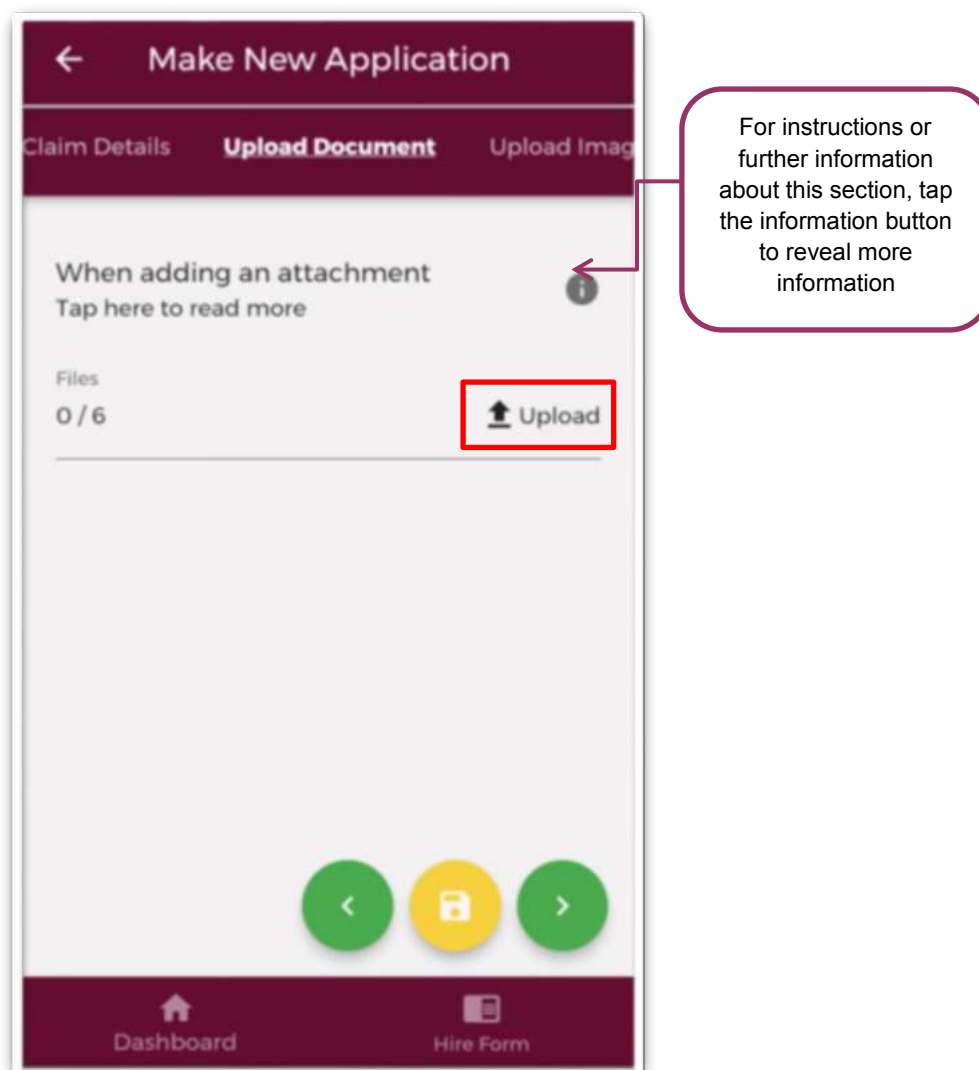 Make New Application
Claim Details Upload Document Upload Imag
For instructions or
further information
about this section, tap
the information button
to reveal more
information
When adding an attachment
Tap here to read more
Files
0 / 6
Upload
Dashboard
Hire Form